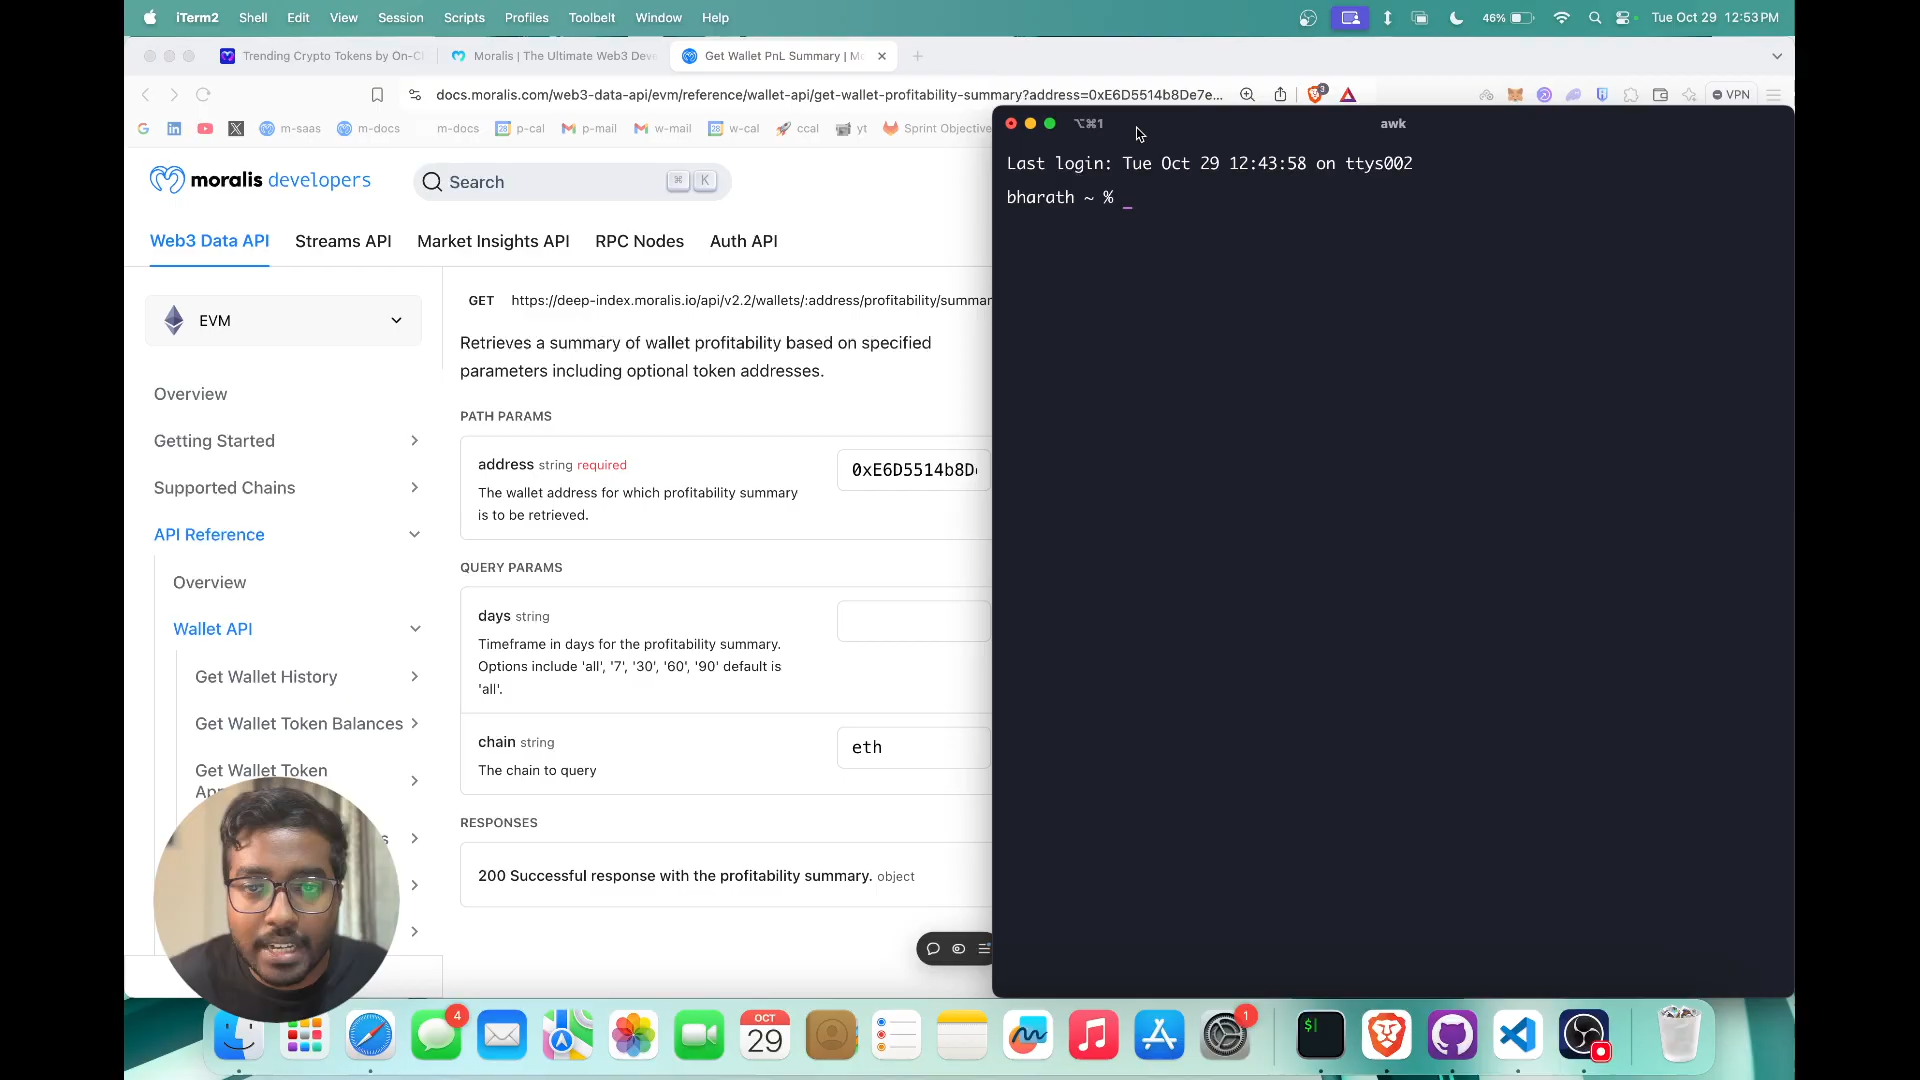 iTerm2 Shell Edit View Session Scripts Profiles Toolbelt Window Help
46% Tue Oct 29 12:53 PM
Trending Crypto Tokens by On-C
Moralis | The Ultimate Web3 Deve
Get Wallet PnL Summary | Mo
docs.moralis.com/web3-data-api/evm/reference/wallet-api/get-wallet-profitability-summary?address=0xE6D5514b8De7e...
3
VPN
m-saas m-docs m-docs p-cal p-mail w-mail w-cal ccal yt Sprint Objective
moralis developers
Search ⌘ K
Web3 Data API Streams API Market Insights API RPC Nodes Auth API
EVM
Overview
Getting Started
Supported Chains
API Reference
Overview
Wallet API
Get Wallet History
Get Wallet Token Balances
Get Wallet Token
GET https://deep-index.moralis.io/api/v2.2/wallets/:address/profitability/summar
Retrieves a summary of wallet profitability based on specified
parameters including optional token addresses.
PATH PARAMS
address string required
The wallet address for which profitability summary
is to be retrieved.
0xE6D5514b8D
QUERY PARAMS
days string
Timeframe in days for the profitability summary.
Options include 'all', '7', '30', '60', '90' default is
'all'.
chain string
The chain to query
eth
RESPONSES
200 Successful response with the profitability summary. object
⌥⌘1 awk
Last login: Tue Oct 29 12:43:58 on ttys002
bharath ~ % _
4
OCT
29
1
$